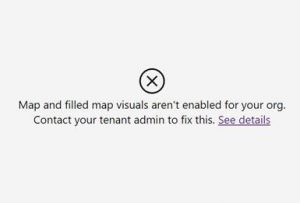 Map and filled map visuals aren't enabled for your org.
Contact your tenant admin to fix this. See details